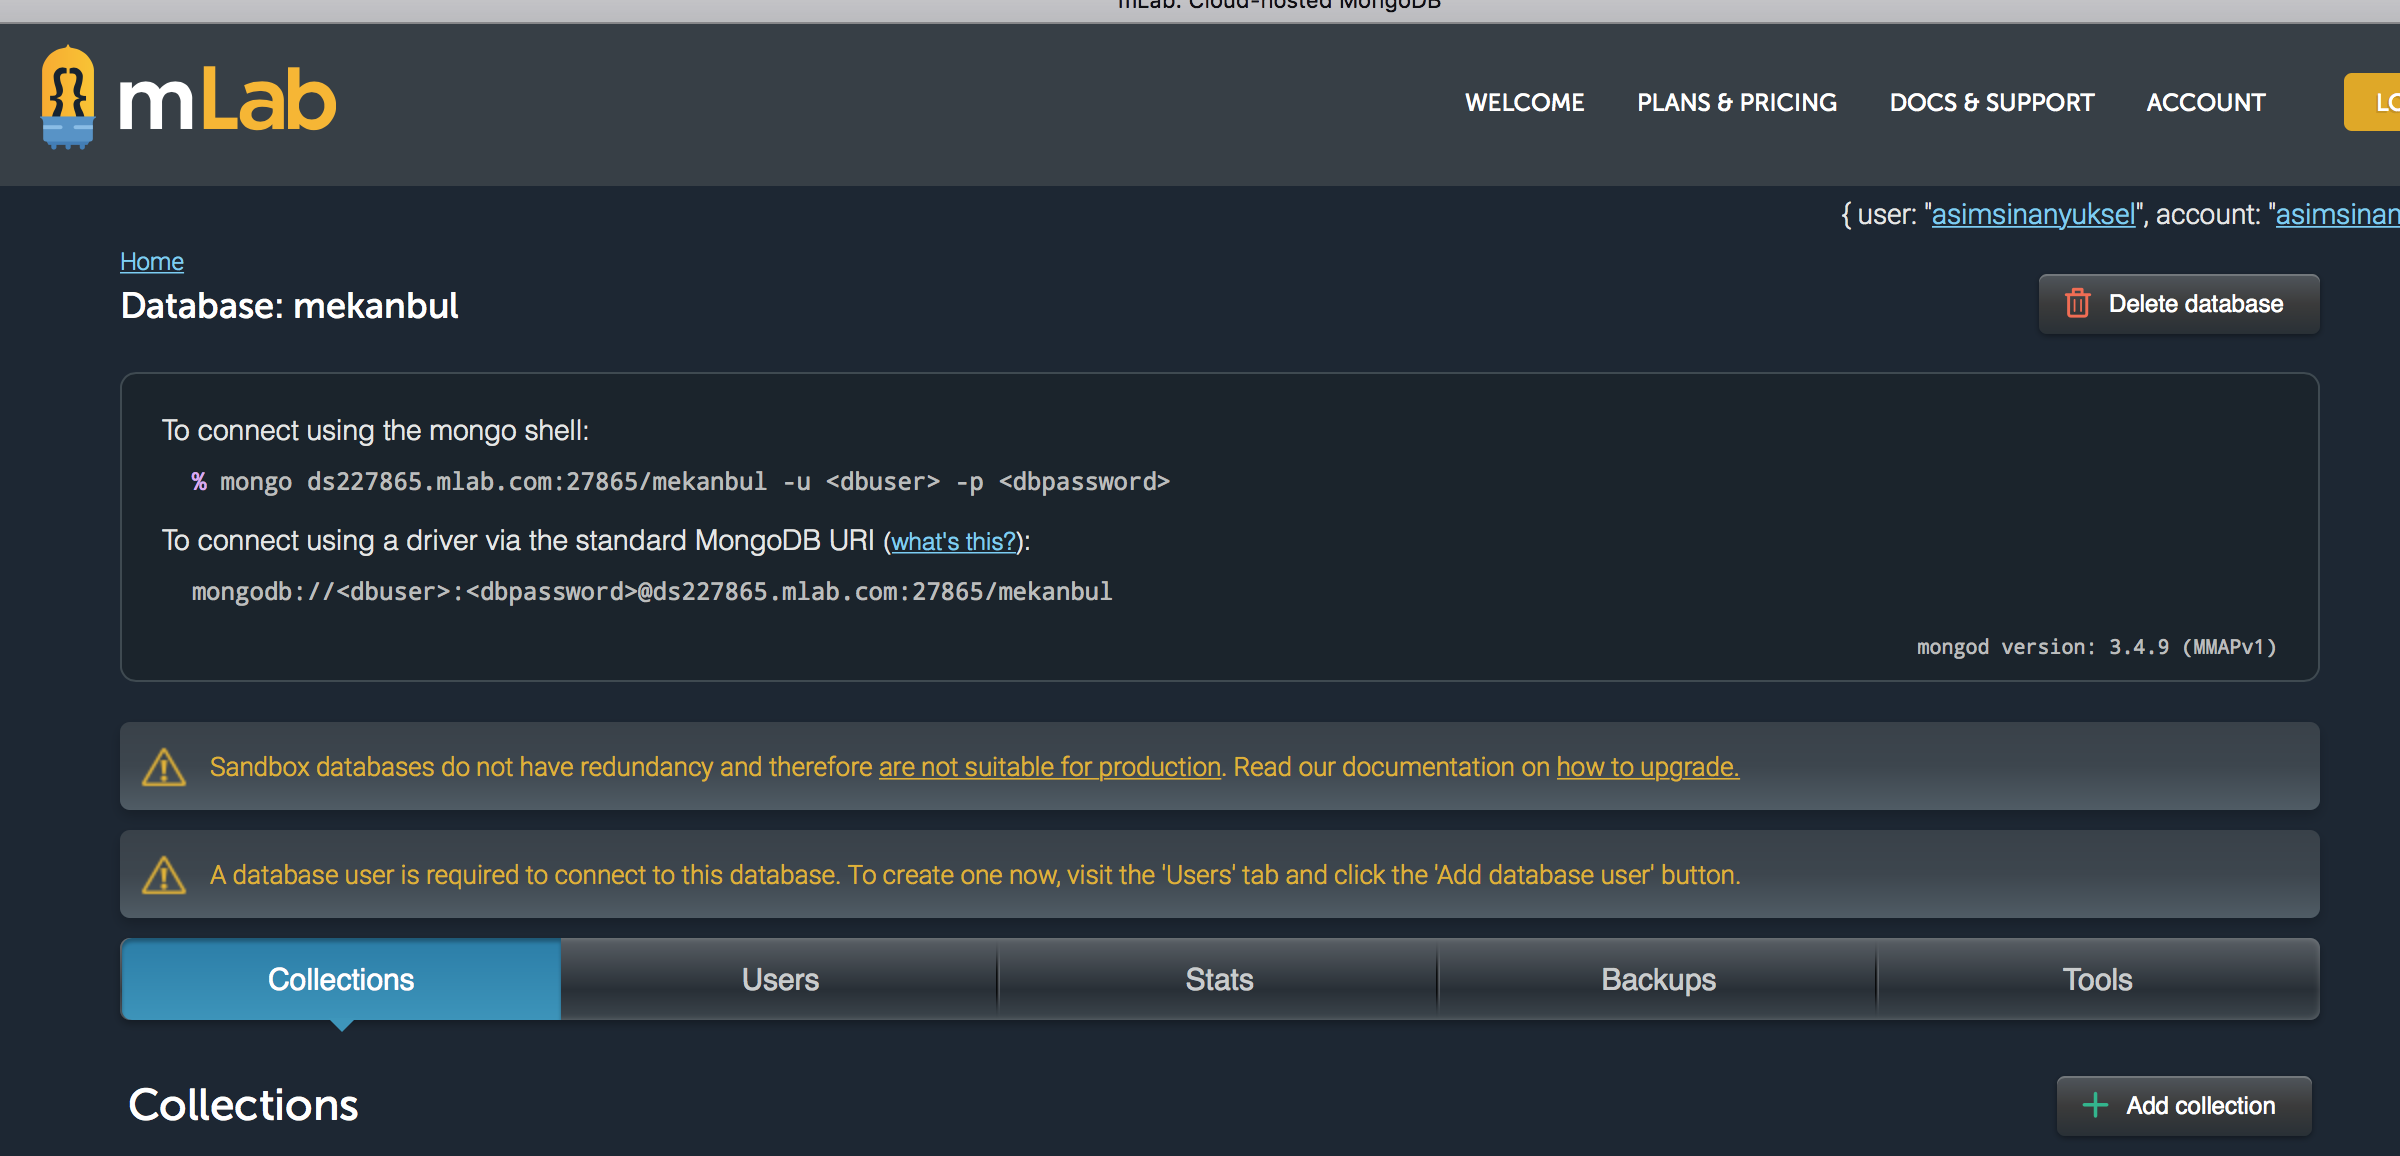 mLab: Cloud-hosted MongoDB
{} mLab
WELCOME PLANS & PRICING DOCS & SUPPORT ACCOUNT
{ user: "asimsinanyuksel", account: "asimsinan
Home
Database: mekanbul
Delete database
To connect using the mongo shell:
% mongo ds227865.mlab.com:27865/mekanbul -u <dbuser> -p <dbpassword>
To connect using a driver via the standard MongoDB URI (what's this?):
mongodb://<dbuser>:<dbpassword>@ds227865.mlab.com:27865/mekanbul
mongod version: 3.4.9 (MMAPv1)
Sandbox databases do not have redundancy and therefore are not suitable for production. Read our documentation on how to upgrade.
A database user is required to connect to this database. To create one now, visit the 'Users' tab and click the 'Add database user' button.
Collections Users Stats Backups Tools
Collections
+ Add collection